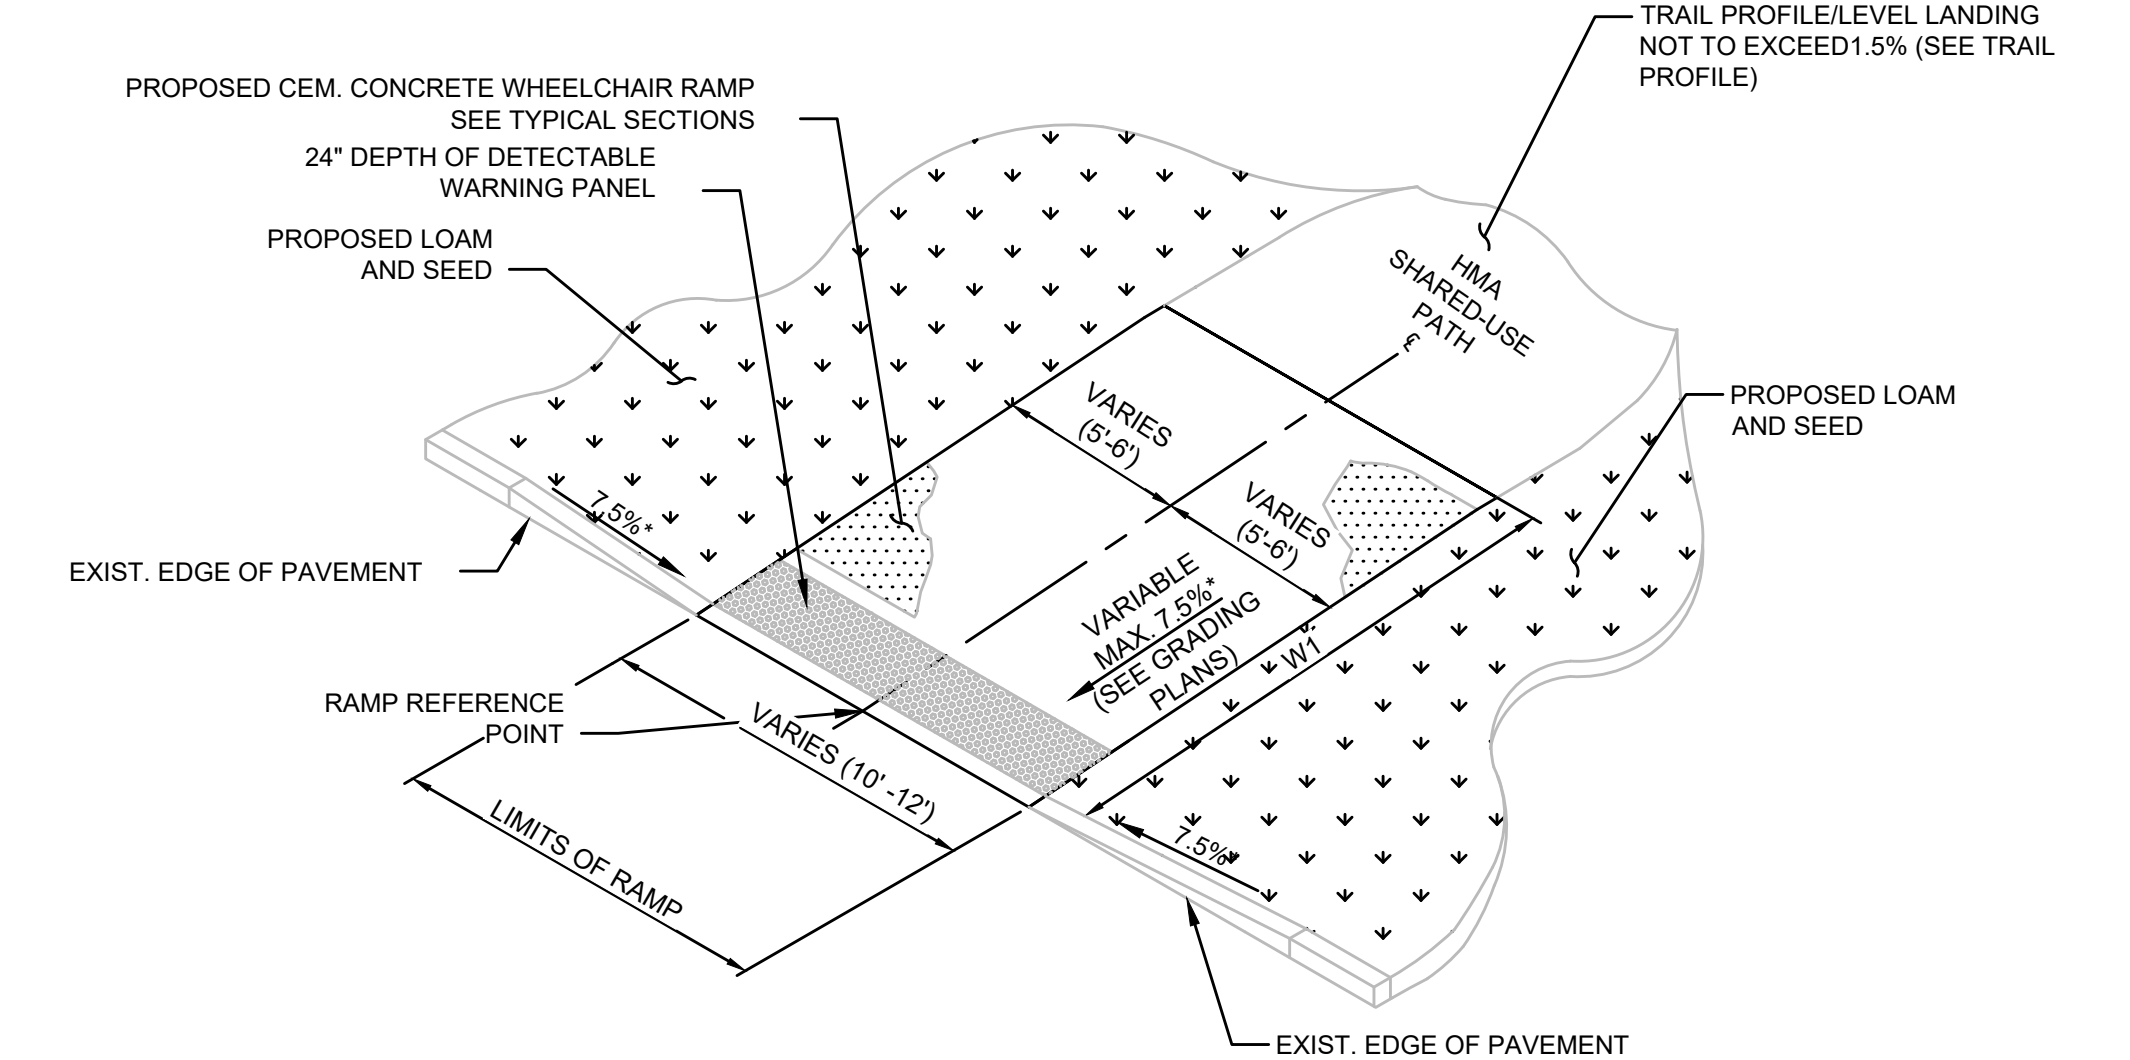 TRAIL PROFILE/LEVEL LANDING
NOT TO EXCEED1.5% (SEE TRAIL
PROFILE)
PROPOSED CEM. CONCRETE WHEELCHAIR RAMP
SEE TYPICAL SECTIONS
24" DEPTH OF DETECTABLE
WARNING PANEL
PROPOSED LOAM
AND SEED
HMA
SHARED-USE
PATH
℄
PROPOSED LOAM
AND SEED
VARIES
(5'-6')
VARIES
(5'-6')
7.5%*
EXIST. EDGE OF PAVEMENT
VARIABLE
MAX. 7.5%*
(SEE GRADING
PLANS)
W1
RAMP REFERENCE
POINT
VARIES (10' -12')
LIMITS OF RAMP
7.5%*
EXIST. EDGE OF PAVEMENT